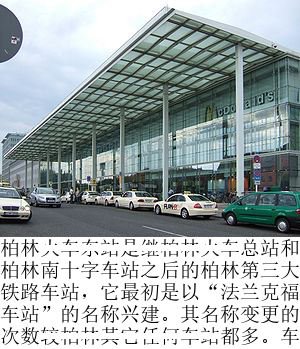 McDonald's
柏林火车东站是继柏林火车总站和
柏林南十字车站之后的柏林第三大
铁路车站，它最初是以“法兰克福
车站”的名称兴建。其名称变更的
次数较柏林其它任何车站都多。车